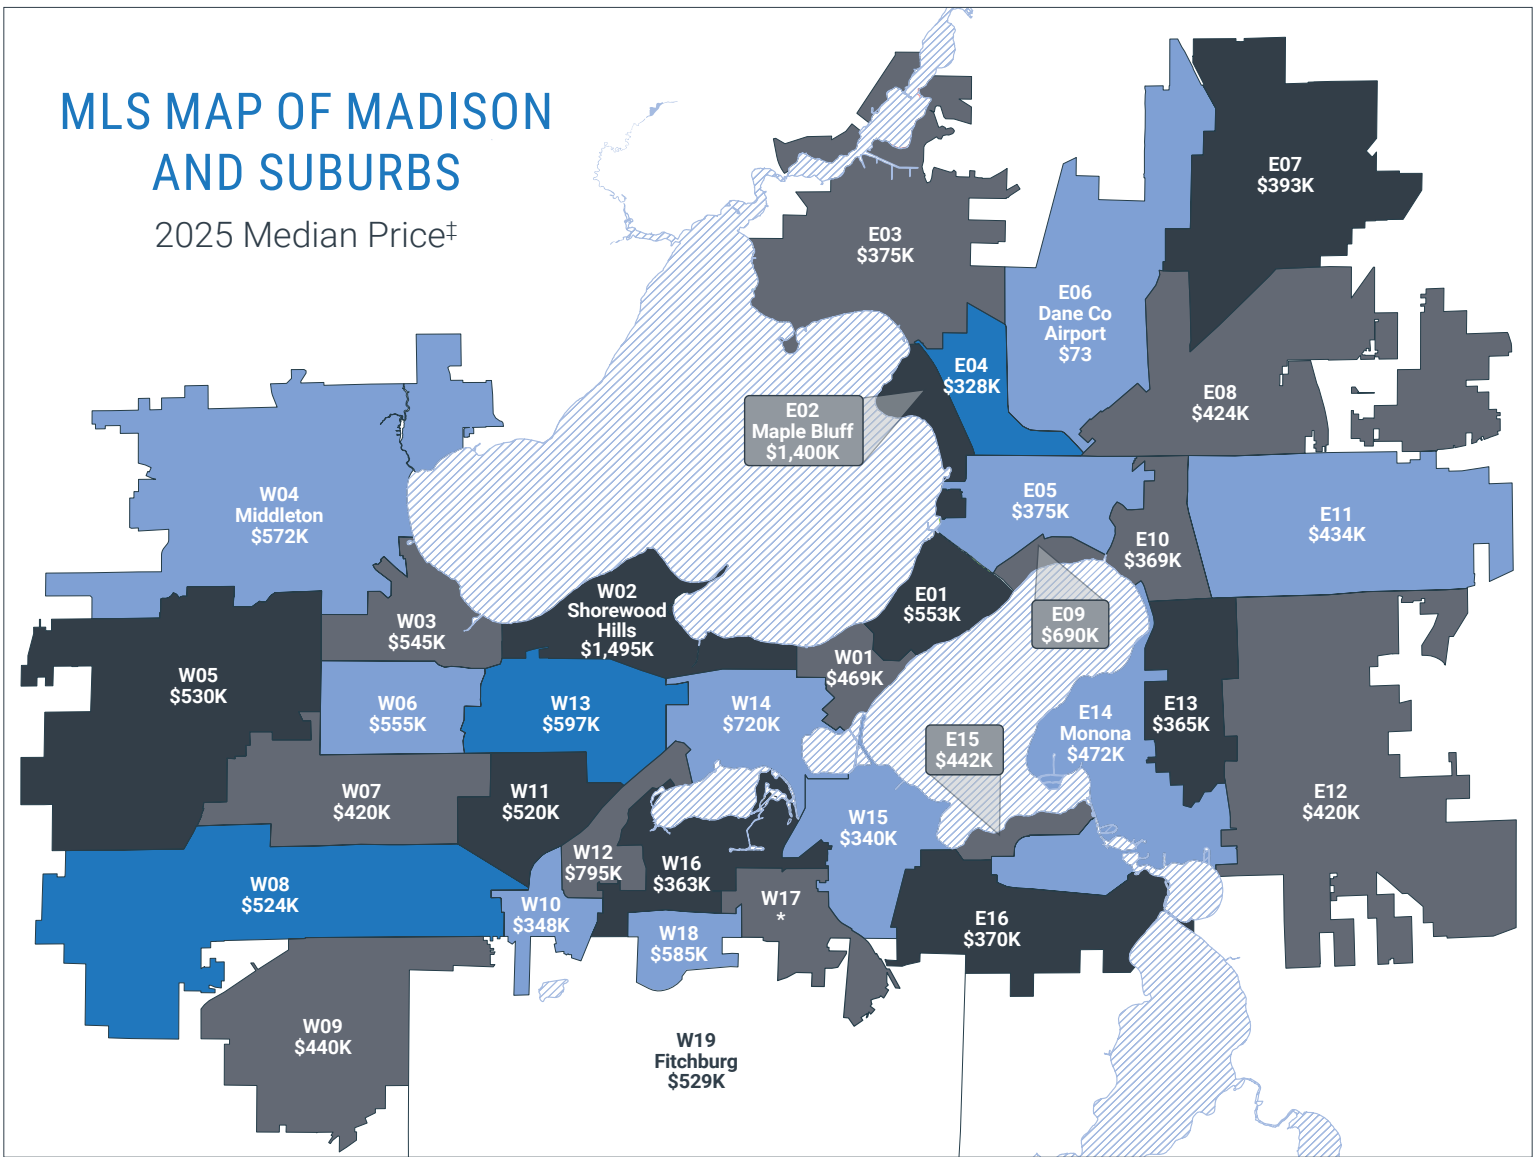 MLS MAP OF MADISON
AND SUBURBS
2025 Median Price‡
E07
$393K
E03
$375K
E06
Dane Co
Airport
$73
E04
$328K
E08
$424K
E02
Maple Bluff
$1,400K
W04
Middleton
$572K
E05
$375K
E11
$434K
E10
$369K
W02
Shorewood
Hills
$1,495K
E01
$553K
E09
$690K
W03
$545K
W01
$469K
W05
$530K
W06
$555K
W13
$597K
W14
$720K
E13
$365K
E14
Monona
$472K
E15
$442K
W07
$420K
W11
$520K
E12
$420K
W15
$340K
W12
$795K
W16
$363K
W08
$524K
W17
*
W10
$348K
E16
$370K
W18
$585K
W09
$440K
W19
Fitchburg
$529K